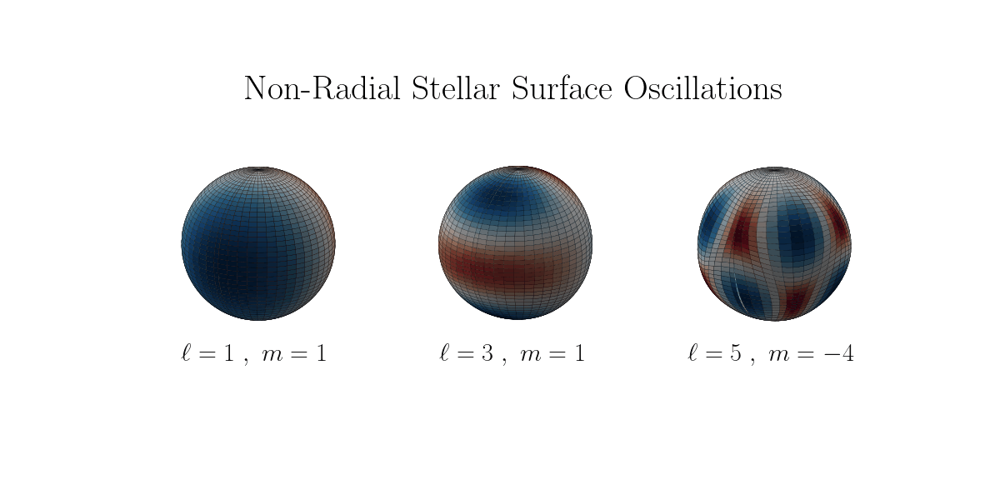 Non-Radial Stellar Surface Oscillations
ℓ = 1 , m = 1
ℓ = 3 , m = 1
ℓ = 5 , m = −4